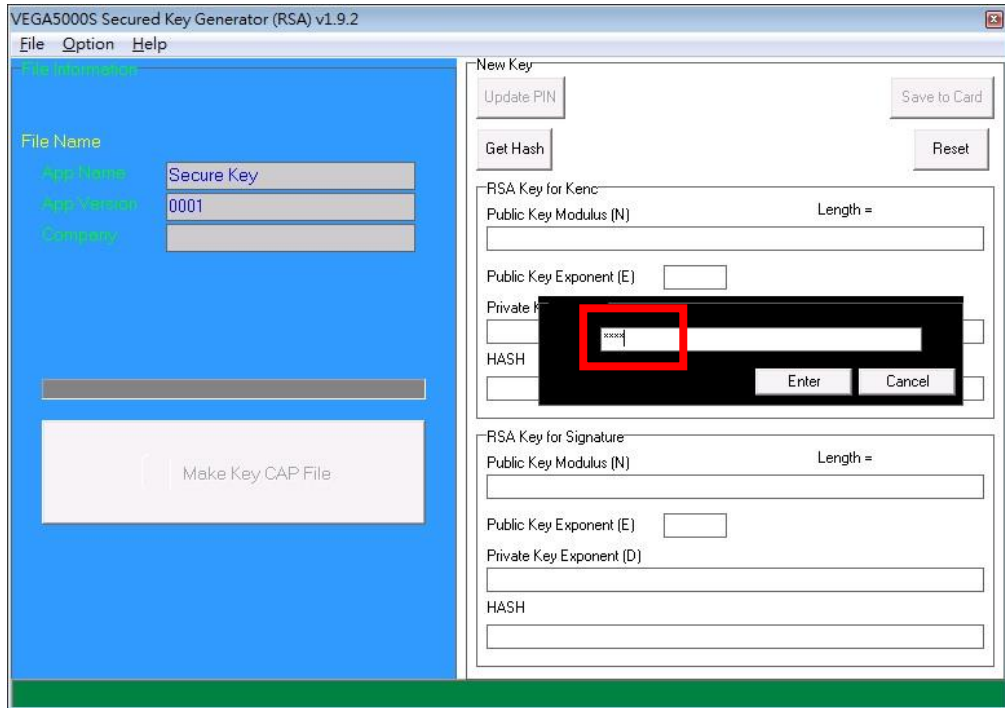 VEGA5000S Secured Key Generator (RSA) v1.9.2
File Option Help
File Information
File Name
App Name Secure Key
App Version 0001
Company
Make Key CAP File
New Key
Update PIN Save to Card
Get Hash Reset
RSA Key for Kenc
Public Key Modulus (N) Length =
Public Key Exponent (E)
Private K
****
HASH
Enter Cancel
RSA Key for Signature
Public Key Modulus (N) Length =
Public Key Exponent (E)
Private Key Exponent (D)
HASH